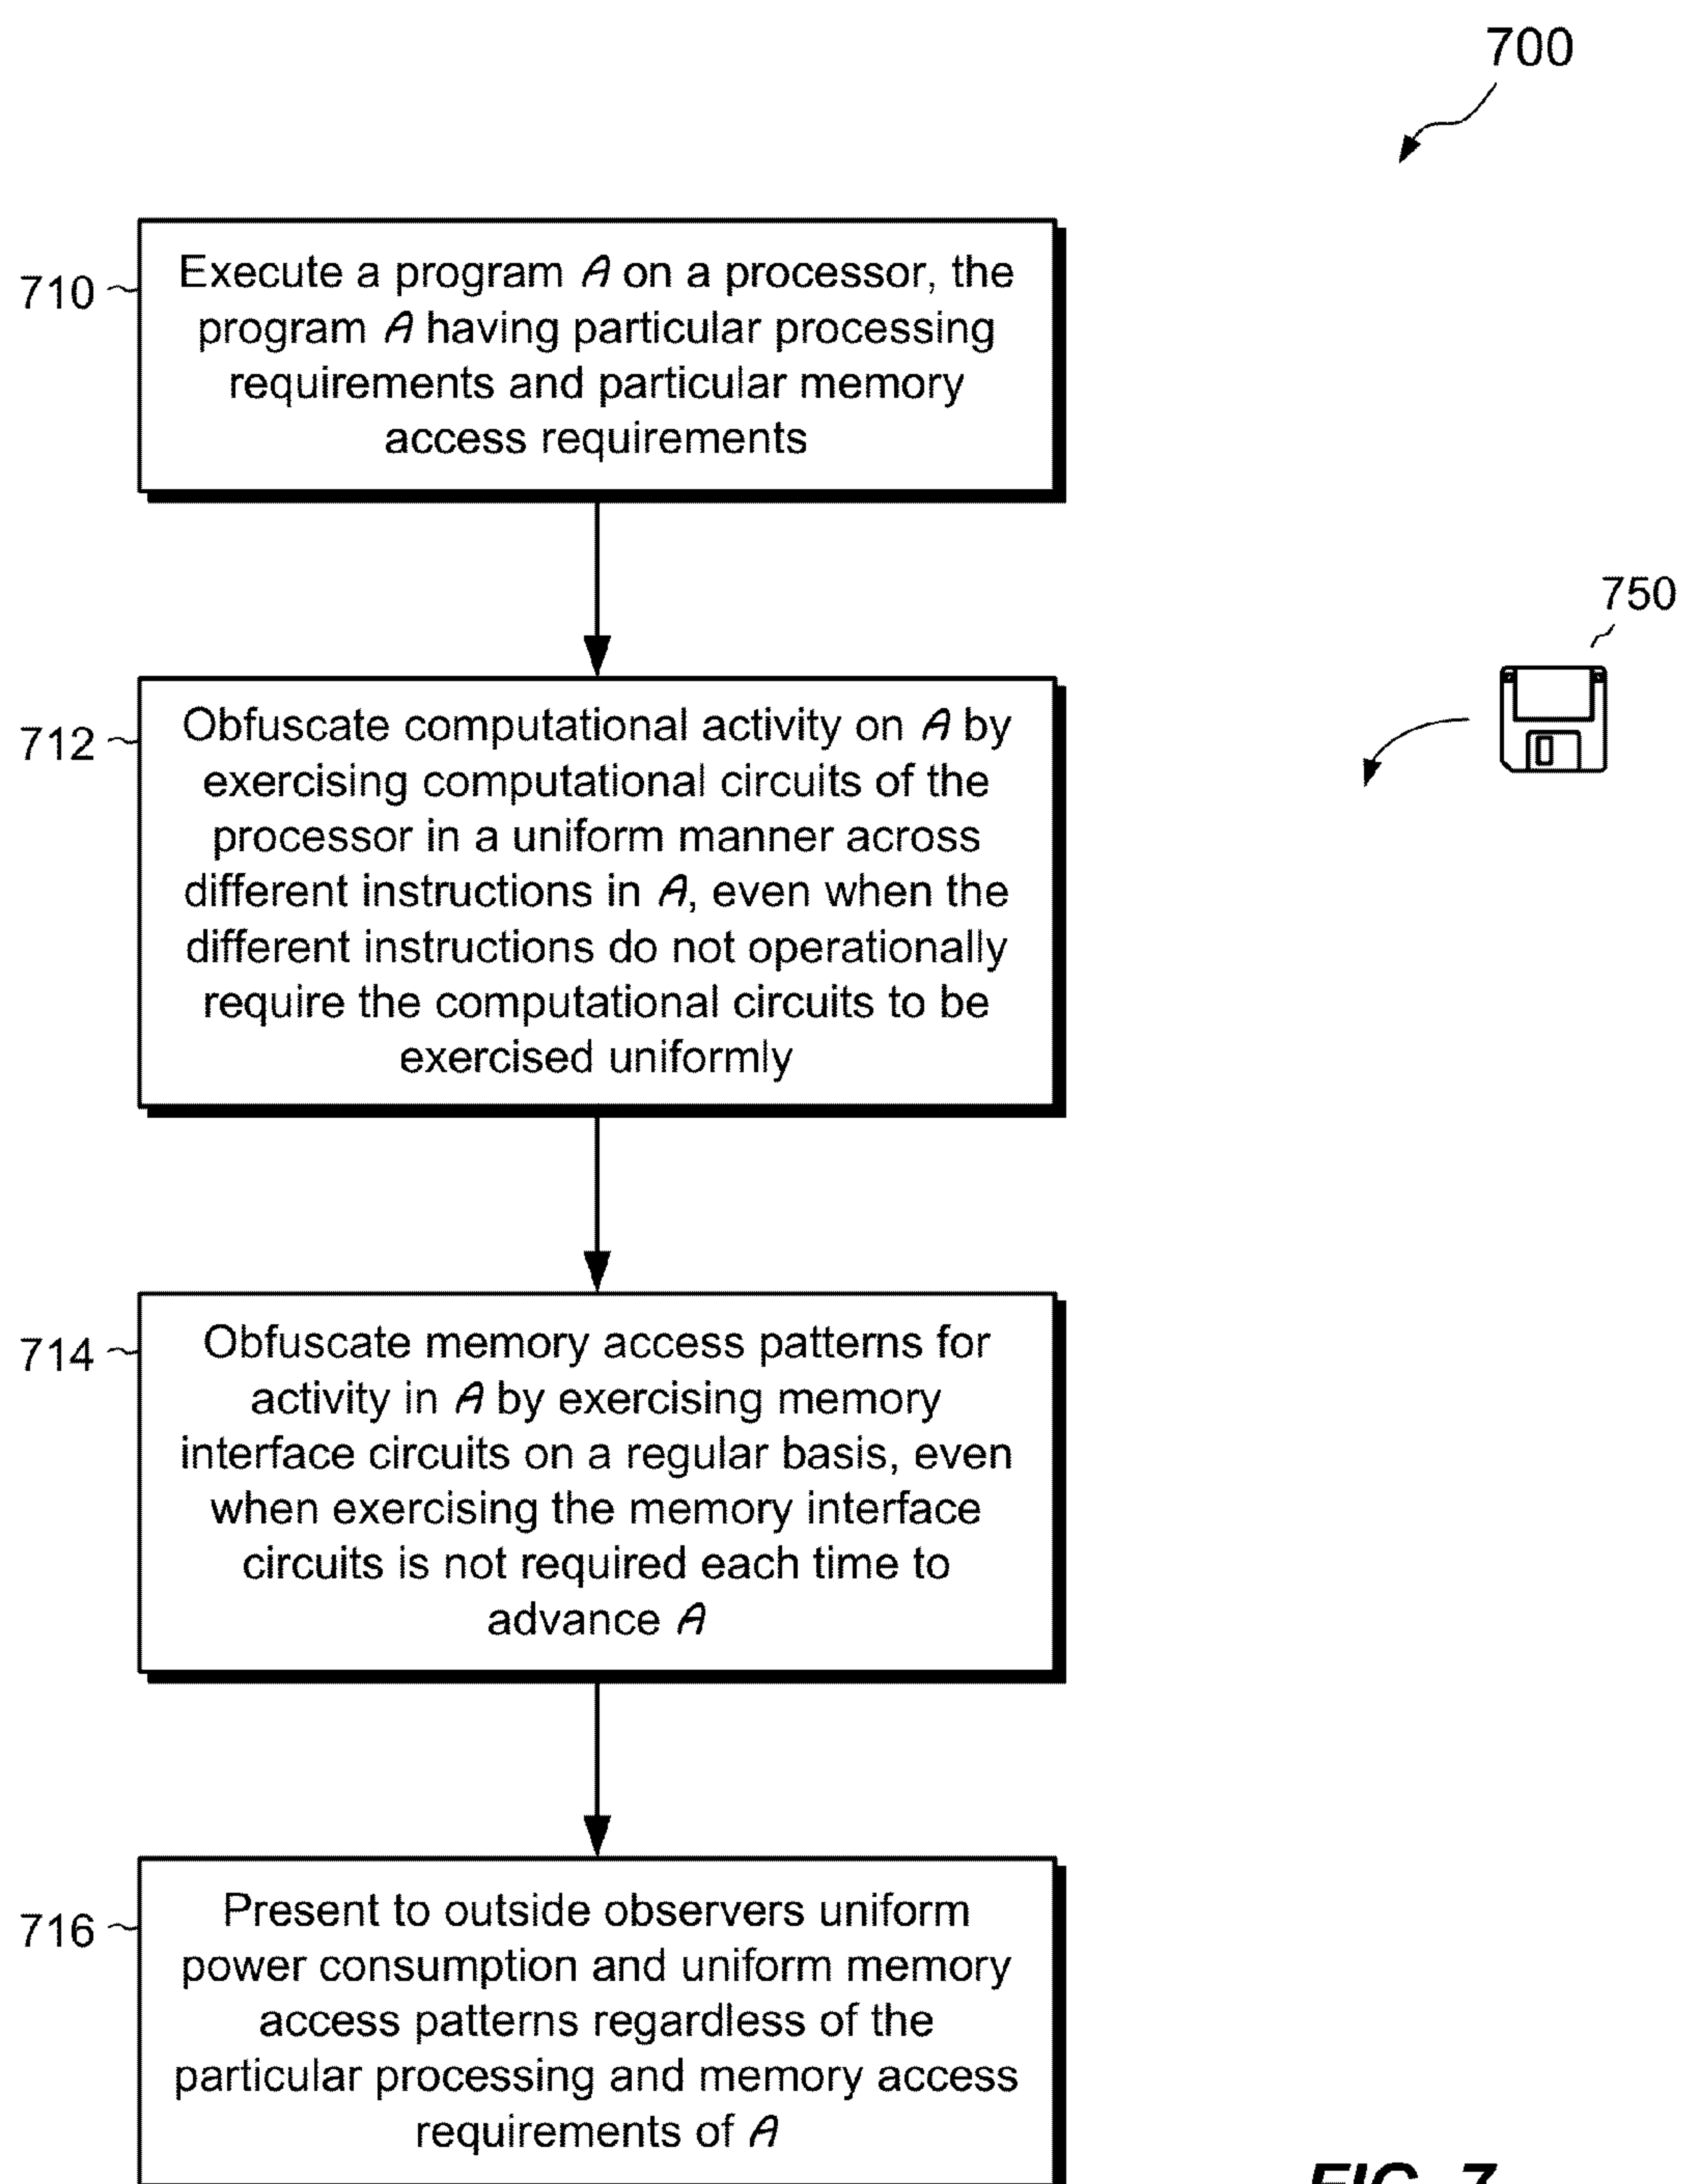 700
710
Execute a program A on a processor, the
program A having particular processing
requirements and particular memory
access requirements
750
712
Obfuscate computational activity on A by
exercising computational circuits of the
processor in a uniform manner across
different instructions in A, even when the
different instructions do not operationally
require the computational circuits to be
exercised uniformly
714
Obfuscate memory access patterns for
activity in A by exercising memory
interface circuits on a regular basis, even
when exercising the memory interface
circuits is not required each time to
advance A
716
Present to outside observers uniform
power consumption and uniform memory
access patterns regardless of the
particular processing and memory access
requirements of A
FIG. 7